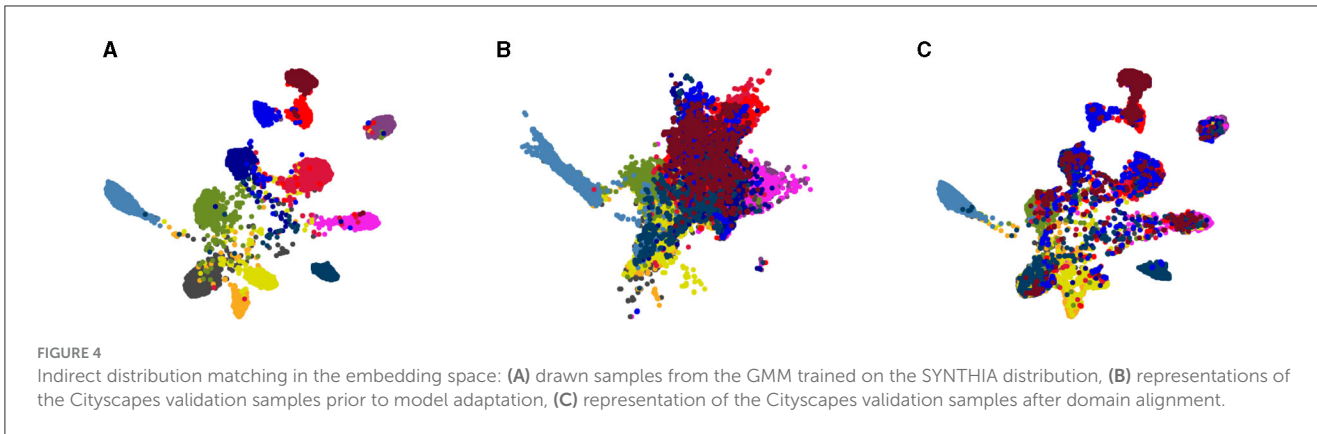 A
B
C
FIGURE 4
Indirect distribution matching in the embedding space: (A) drawn samples from the GMM trained on the SYNTHIA distribution, (B) representations of
the Cityscapes validation samples prior to model adaptation, (C) representation of the Cityscapes validation samples after domain alignment.